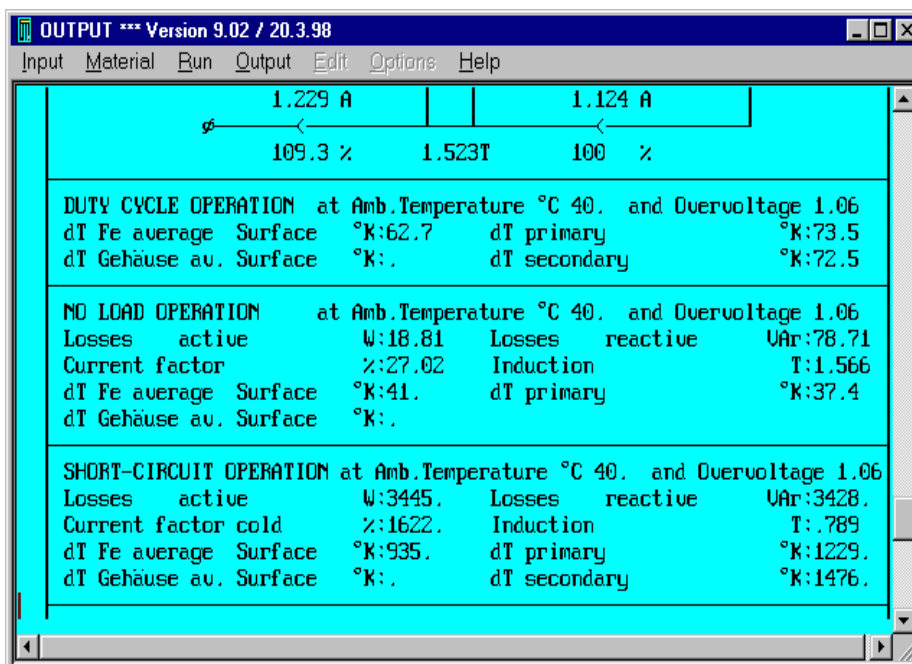 OUTPUT *** Version 9.02 / 20.3.98
Input Material Run Output Edit Options Help
1.229 A 1.124 A
109.3 % 1.523T 100 %
DUTY CYCLE OPERATION at Amb.Temperature °C 40. and Overvoltage 1.06
dT Fe average Surface °K:62.7 dT primary °K:73.5
dT Gehäuse av. Surface °K:. dT secondary °K:72.5
NO LOAD OPERATION at Amb.Temperature °C 40. and Overvoltage 1.06
Losses active W:18.81 Losses reactive VAr:78.71
Current factor %:27.02 Induction T:1.566
dT Fe average Surface °K:41. dT primary °K:37.4
dT Gehäuse av. Surface °K:.
SHORT-CIRCUIT OPERATION at Amb.Temperature °C 40. and Overvoltage 1.06
Losses active W:3445. Losses reactive VAr:3428.
Current factor cold %:1622. Induction T:.789
dT Fe average Surface °K:935. dT primary °K:1229.
dT Gehäuse av. Surface °K:. dT secondary °K:1476.